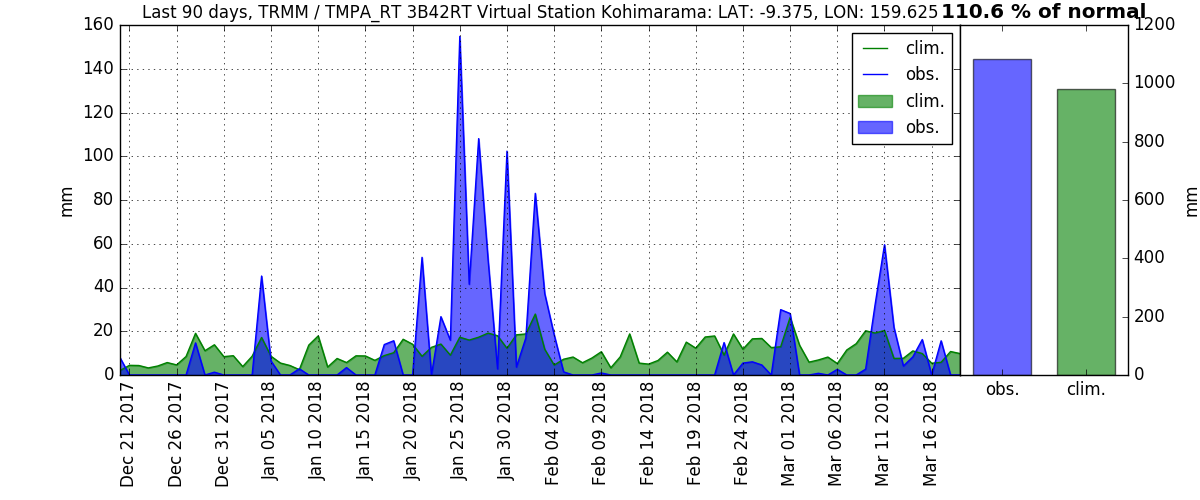 Last 90 days, TRMM / TMPA_RT 3B42RT Virtual Station Kohimarama: LAT: -9.375, LON: 159.625
110.6 % of normal
160
140
120
100
80
60
40
20
0
mm
clim.
obs.
clim.
obs.
Dec 21 2017
Dec 26 2017
Dec 31 2017
Jan 05 2018
Jan 10 2018
Jan 15 2018
Jan 20 2018
Jan 25 2018
Jan 30 2018
Feb 04 2018
Feb 09 2018
Feb 14 2018
Feb 19 2018
Feb 24 2018
Mar 01 2018
Mar 06 2018
Mar 11 2018
Mar 16 2018
1200
1000
800
600
400
200
0
mm
obs.
clim.